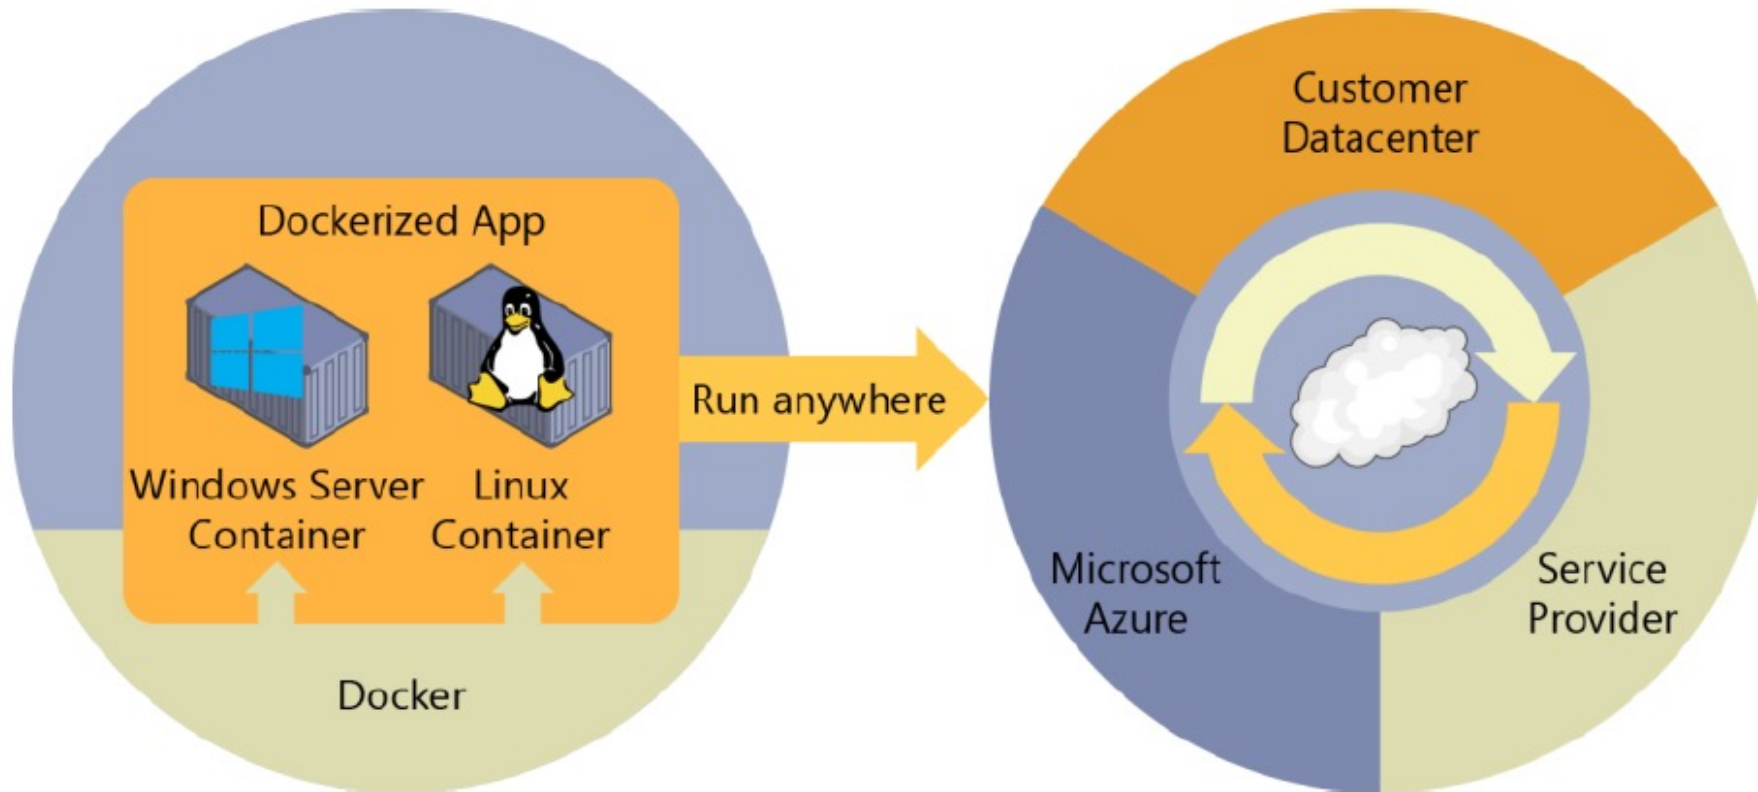 Dockerized App
Windows Server
Container
Linux
Container
Docker
Run anywhere
Customer
Datacenter
Microsoft
Azure
Service
Provider